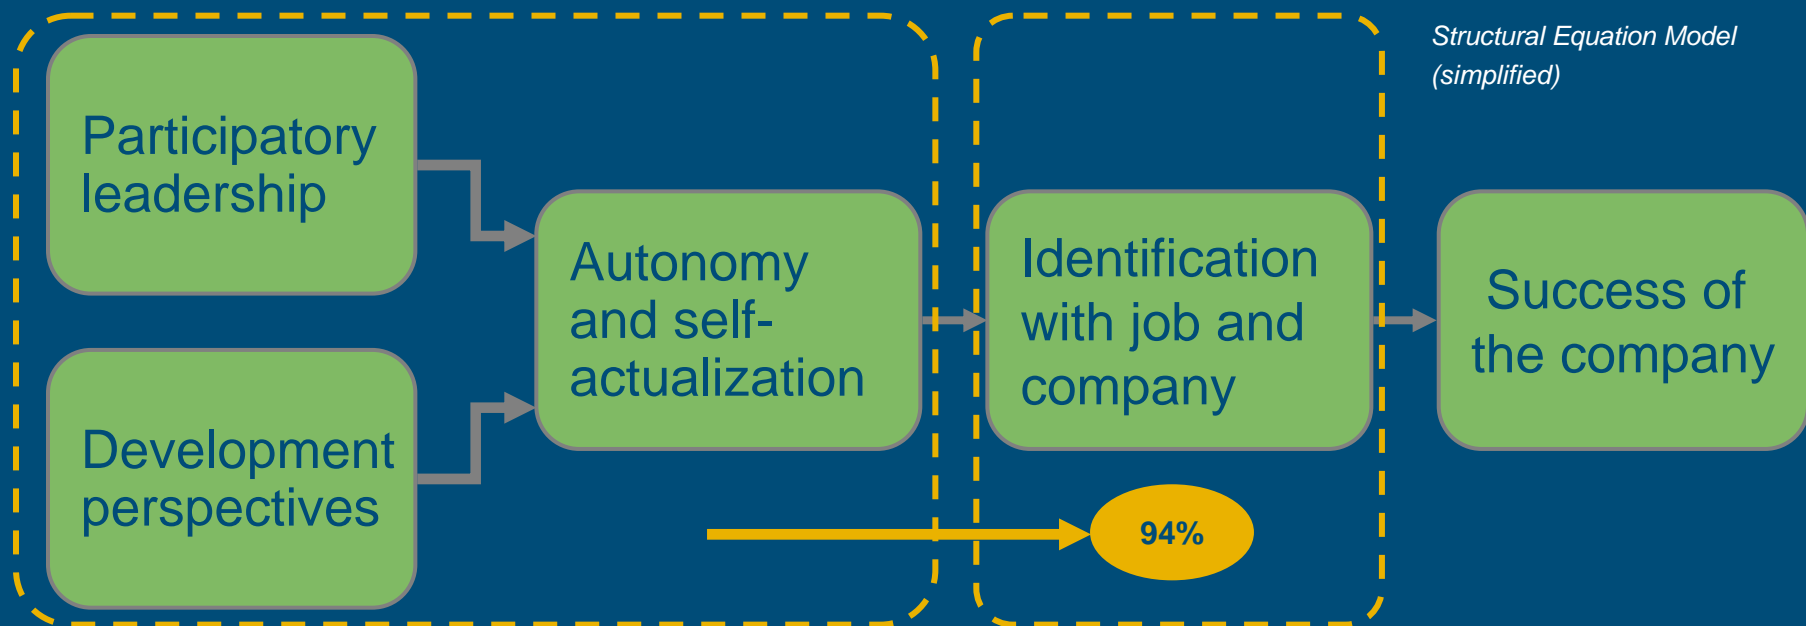 Structural Equation Model
(simplified)
Participatory
leadership
Development
perspectives
Autonomy
and self-
actualization
Identification
with job and
company
Success of
the company
94%